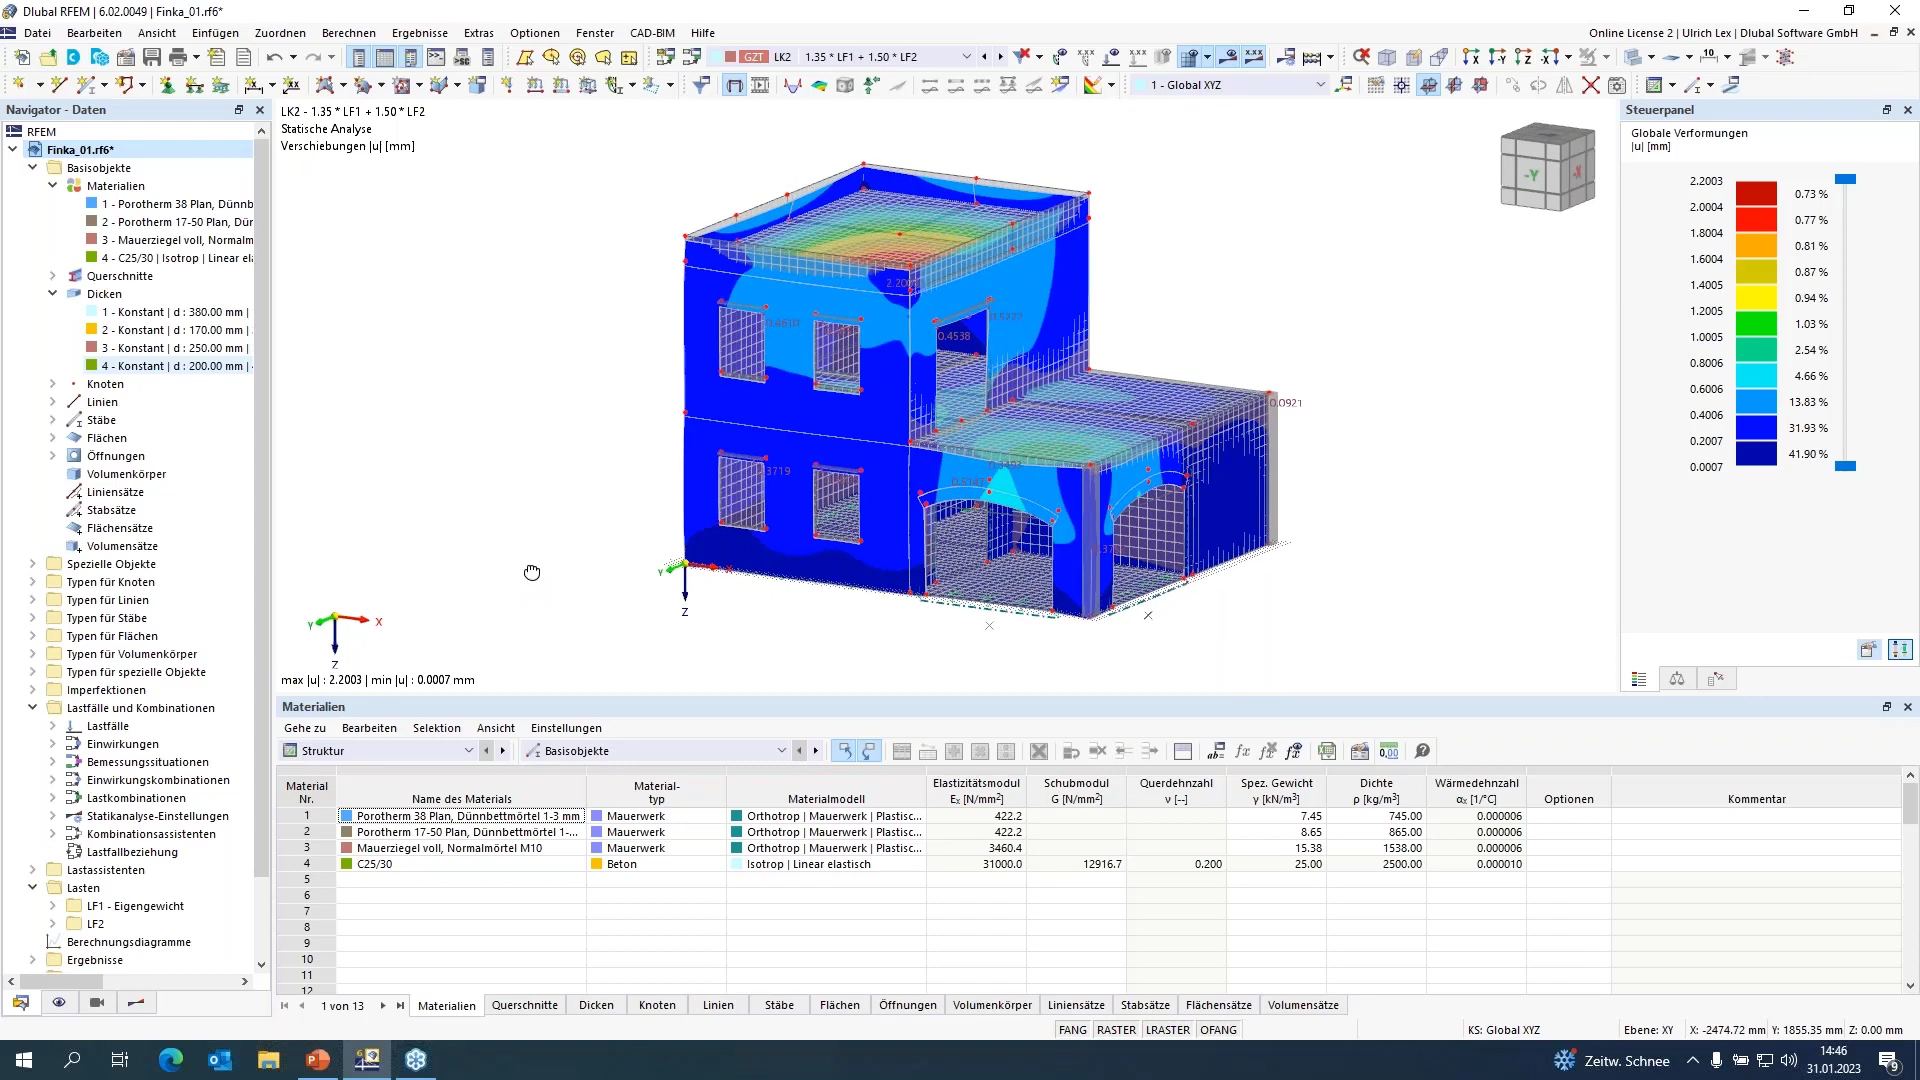 Dlubal RFEM | 6.02.0049 | Finka_01.rf6*
Datei Bearbeiten Ansicht Einfügen Zuordnen Berechnen Ergebnisse Extras Optionen Fenster CAD-BIM Hilfe
Online License 2 | Ulrich Lex | Dlubal Software GmbH
GZT LK2 1.35 * LF1 + 1.50 * LF2
1 - Global XYZ
Navigator - Daten
RFEM
Finka_01.rf6*
Basisobjekte
Materialien
1 - Porotherm 38 Plan, Dünnb
2 - Porotherm 17-50 Plan, Dür
3 - Mauerziegel voll, Normalm
4 - C25/30 | Isotrop | Linear ela
Querschnitte
Dicken
1 - Konstant | d : 380.00 mm |
2 - Konstant | d : 170.00 mm |
3 - Konstant | d : 250.00 mm |
4 - Konstant | d : 200.00 mm |
Knoten
Linien
Stäbe
Flächen
Öffnungen
Volumenkörper
Liniensätze
Stabsätze
Flächensätze
Volumensätze
Spezielle Objekte
Typen für Knoten
Typen für Linien
Typen für Stäbe
Typen für Flächen
Typen für Volumenkörper
Typen für spezielle Objekte
Imperfektionen
Lastfälle und Kombinationen
Lastfälle
Einwirkungen
Bemessungssituationen
Einwirkungskombinationen
Lastkombinationen
Statikanalyse-Einstellungen
Kombinationsassistenten
Lastfallbeziehung
Lastassistenten
Lasten
LF1 - Eigengewicht
LF2
Berechnungsdiagramme
Ergebnisse
LK2 - 1.35 * LF1 + 1.50 * LF2
Statische Analyse
Verschiebungen |u| [mm]
-Y -X
2.200
0.4610
0.5222
0.4538
0.0921
3719
X
Y
Z
Y
Z
max |u| : 2.2003 | min |u| : 0.0007 mm
Steuerpanel
Globale Verformungen
|u| [mm]
2.2003 0.73 %
2.0004 0.77 %
1.8004 0.81 %
1.6004 0.87 %
1.4005 0.94 %
1.2005 1.03 %
1.0005 2.54 %
0.8006 4.66 %
0.6006 13.83 %
0.4006 31.93 %
0.2007 41.90 %
0.0007
Materialien
Gehe zu Bearbeiten Selektion Ansicht Einstellungen
Struktur Basisobjekte
Material Nr. Name des Materials Material-typ Materialmodell Elastizitätsmodul Eₓ [N/mm²] Schubmodul G [N/mm²] Querdehnzahl ν [--] Spez. Gewicht γ [kN/m³] Dichte ρ [kg/m³] Wärmedehnzahl αₓ [1/°C] Optionen Kommentar
1 Porotherm 38 Plan, Dünnbettmörtel 1-3 mm Mauerwerk Orthotrop | Mauerwerk | Plastisc... 422.2 7.45 745.00 0.000006
2 Porotherm 17-50 Plan, Dünnbettmörtel 1-... Mauerwerk Orthotrop | Mauerwerk | Plastisc... 422.2 8.65 865.00 0.000006
3 Mauerziegel voll, Normalmörtel M10 Mauerwerk Orthotrop | Mauerwerk | Plastisc... 3460.4 15.38 1538.00 0.000006
4 C25/30 Beton Isotrop | Linear elastisch 31000.0 12916.7 0.200 25.00 2500.00 0.000010
5
6
7
8
9
10
11
12
1 von 13 Materialien Querschnitte Dicken Knoten Linien Stäbe Flächen Öffnungen Volumenkörper Liniensätze Stabsätze Flächensätze Volumensätze
FANG RASTER LRASTER OFANG KS: Global XYZ Ebene: XY X: -2474.72 mm Y: 1855.35 mm Z: 0.00 mm
Zeitw. Schnee
14:46
31.01.2023
9